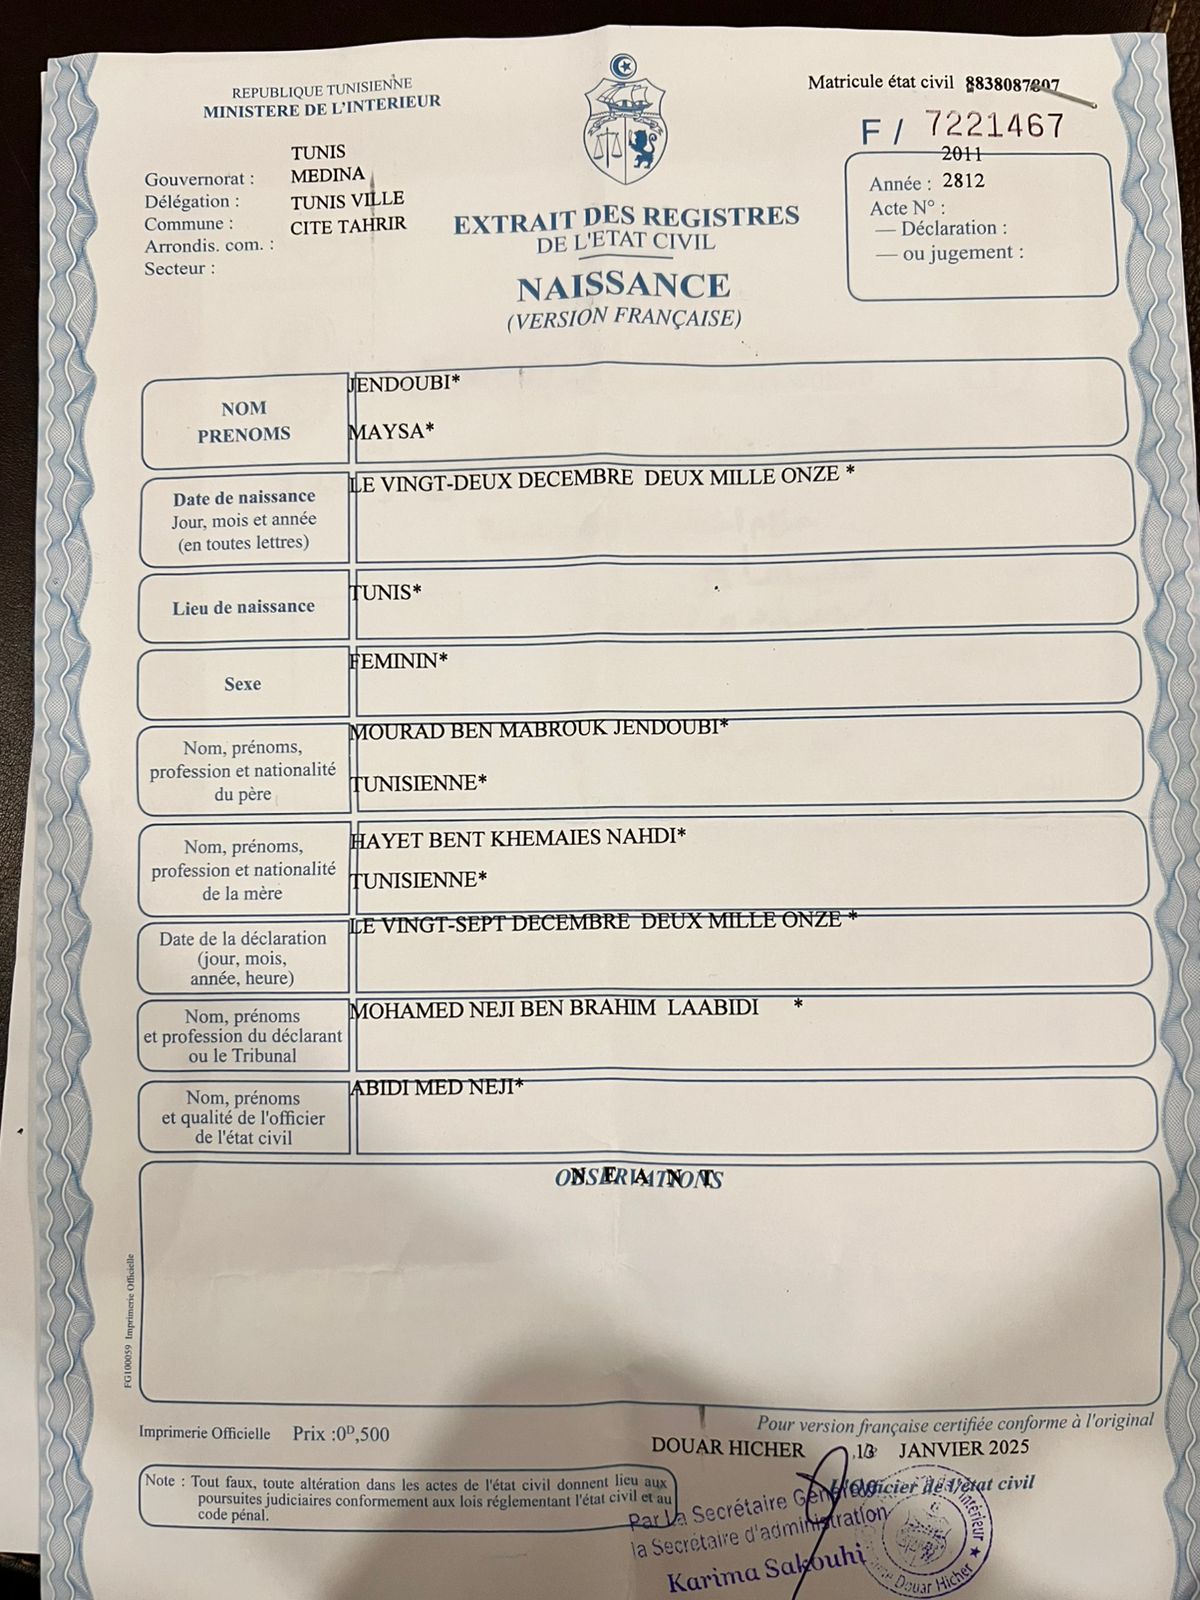 REPUBLIQUE TUNISIENNE
MINISTERE DE L'INTERIEUR
Matricule état civil 8838087807
F / 7221467
2011
Année : 2812
Acte N° :
— Déclaration :
— ou jugement :
TUNIS
Gouvernorat : MEDINA
Délégation : TUNIS VILLE
Commune : CITE TAHRIR
Arrondis. com. :
Secteur :
EXTRAIT DES REGISTRES
DE L'ETAT CIVIL
NAISSANCE
(VERSION FRANÇAISE)
NOM
PRENOMS
JENDOUBI*
MAYSA*
Date de naissance
Jour, mois et année
(en toutes lettres)
LE VINGT-DEUX DECEMBRE DEUX MILLE ONZE *
Lieu de naissance
TUNIS*
Sexe
FEMININ*
Nom, prénoms,
profession et nationalité
du père
MOURAD BEN MABROUK JENDOUBI*
TUNISIENNE*
Nom, prénoms,
profession et nationalité
de la mère
HAYET BENT KHEMAIES NAHDI*
TUNISIENNE*
Date de la déclaration
(jour, mois,
année, heure)
LE VINGT-SEPT DECEMBRE DEUX MILLE ONZE *
Nom, prénoms
et profession du déclarant
ou le Tribunal
MOHAMED NEJI BEN BRAHIM LAABIDI *
Nom, prénoms
et qualité de l'officier
de l'état civil
ABIDI MED NEJI*
OBSERVATIONS
N E A N T
FG100059 Imprimerie Officielle
Imprimerie Officielle Prix :0ᴰ,500
Pour version française certifiée conforme à l'original
DOUAR HICHER ,13 JANVIER 2025
L'Officier de l'état civil
Note : Tout faux, toute altération dans les actes de l'état civil donnent lieu aux
poursuites judiciaires conformement aux lois réglementant l'état civil et au
code pénal.
Par La Secrétaire Générale
la Secrétaire d'administration
Karima Sakouhi
Douar Hicher